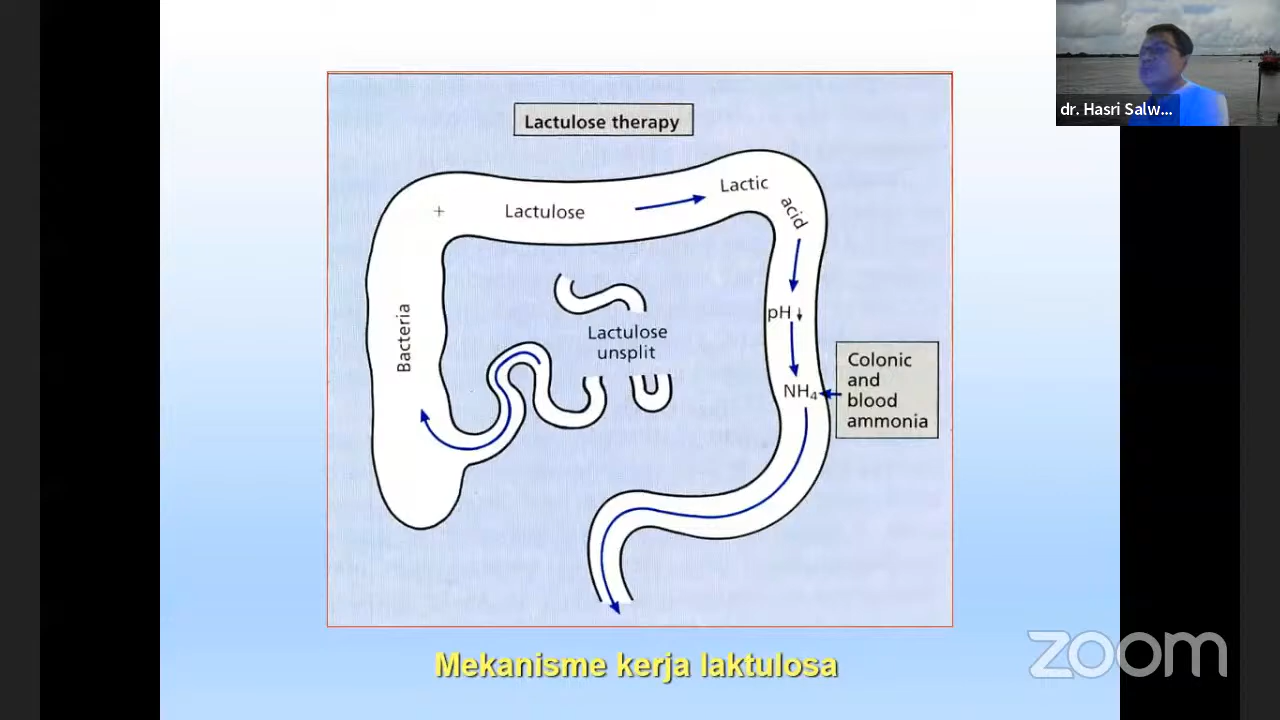 dr. Hasri Salw...
Lactulose therapy
+
Lactulose
Lactic
acid
Bacteria
pH↓
Lactulose
unsplit
NH₄
Colonic
and
blood
ammonia
Mekanisme kerja laktulosa
zoom